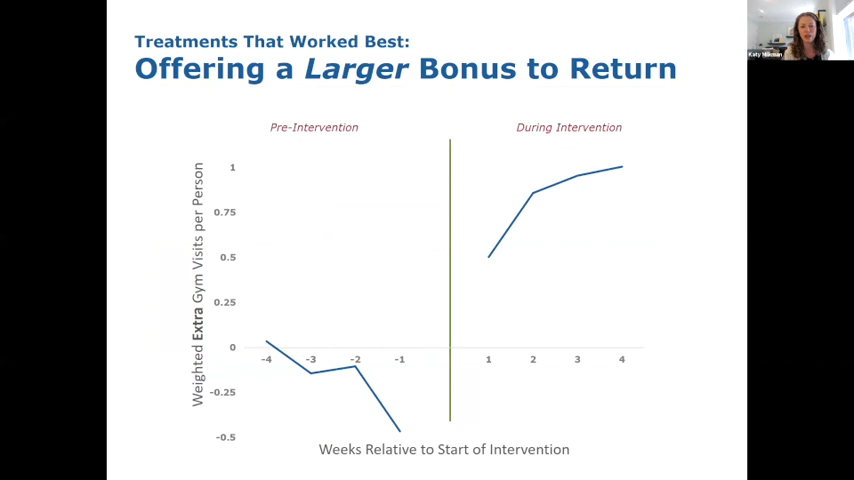 Treatments That Worked Best:
Offering a Larger Bonus to Return
Katy Milkman
Pre-Intervention
During Intervention
Weighted Extra Gym Visits per Person
1
0.75
0.5
0.25
0
-0.25
-0.5
-4 -3 -2 -1 1 2 3 4
Weeks Relative to Start of Intervention